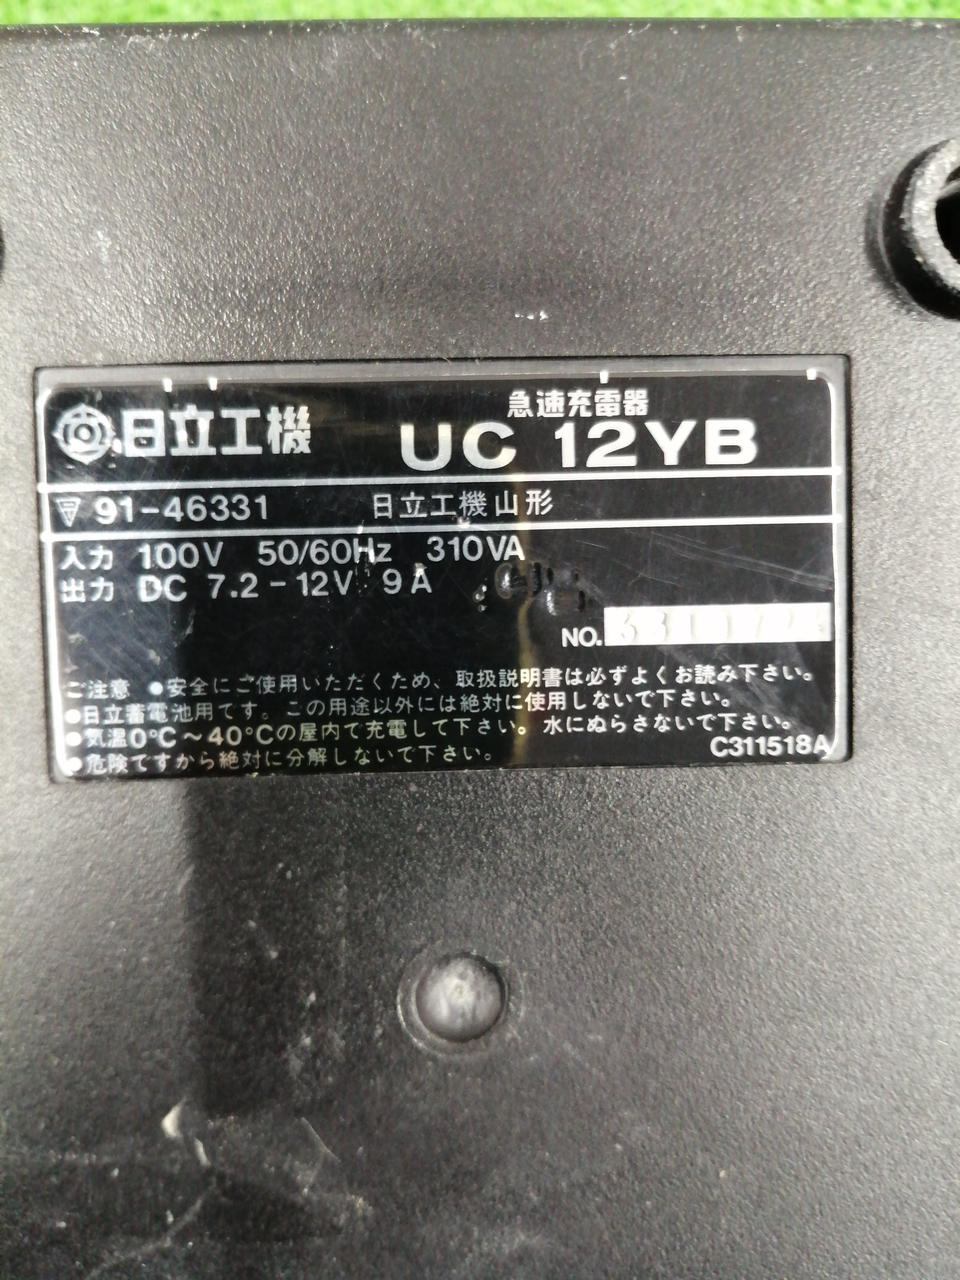 日立工機
急速充電器
UC 12YB
91-46331 日立工機山形
入力 100V 50/60Hz 310VA
出力 DC 7.2-12V 9A
NO.
ご注意 ●安全にご使用いただくため、取扱説明書は必ずよくお読み下さい。
●日立蓄電池用です。この用途以外には絶対に使用しないで下さい。
●気温0°C〜40°Cの屋内で充電して下さい。水にぬらさないで下さい。
●危険ですから絶対に分解しないで下さい。
C311518A